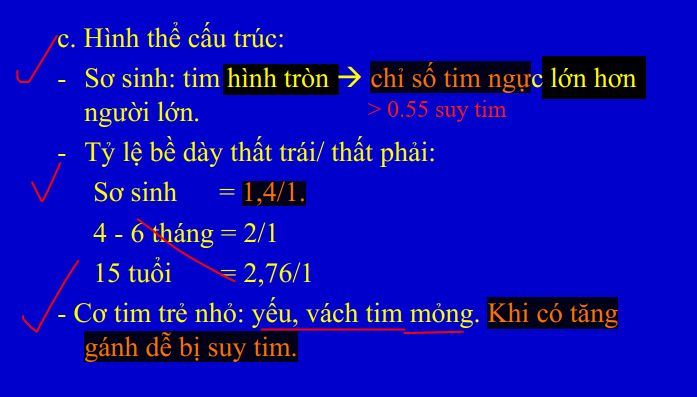 c. Hình thể cấu trúc:
- Sơ sinh: tim hình tròn → chỉ số tim ngực lớn hơn
người lớn.
> 0.55 suy tim
- Tỷ lệ bề dày thất trái/ thất phải:
Sơ sinh = 1,4/1.
4 - 6 tháng = 2/1
15 tuổi = 2,76/1
- Cơ tim trẻ nhỏ: yếu, vách tim mỏng. Khi có tăng
gánh dễ bị suy tim.